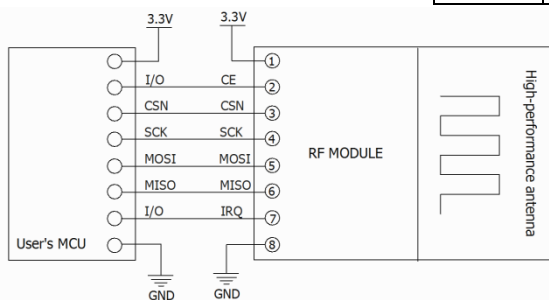 3.3V 3.3V
①
I/O CE ②
CSN CSN ③
SCK SCK ④
MOSI MOSI ⑤
MISO MISO ⑥
I/O IRQ ⑦
⑧
User's MCU
GND GND
RF MODULE
High-performance antenna